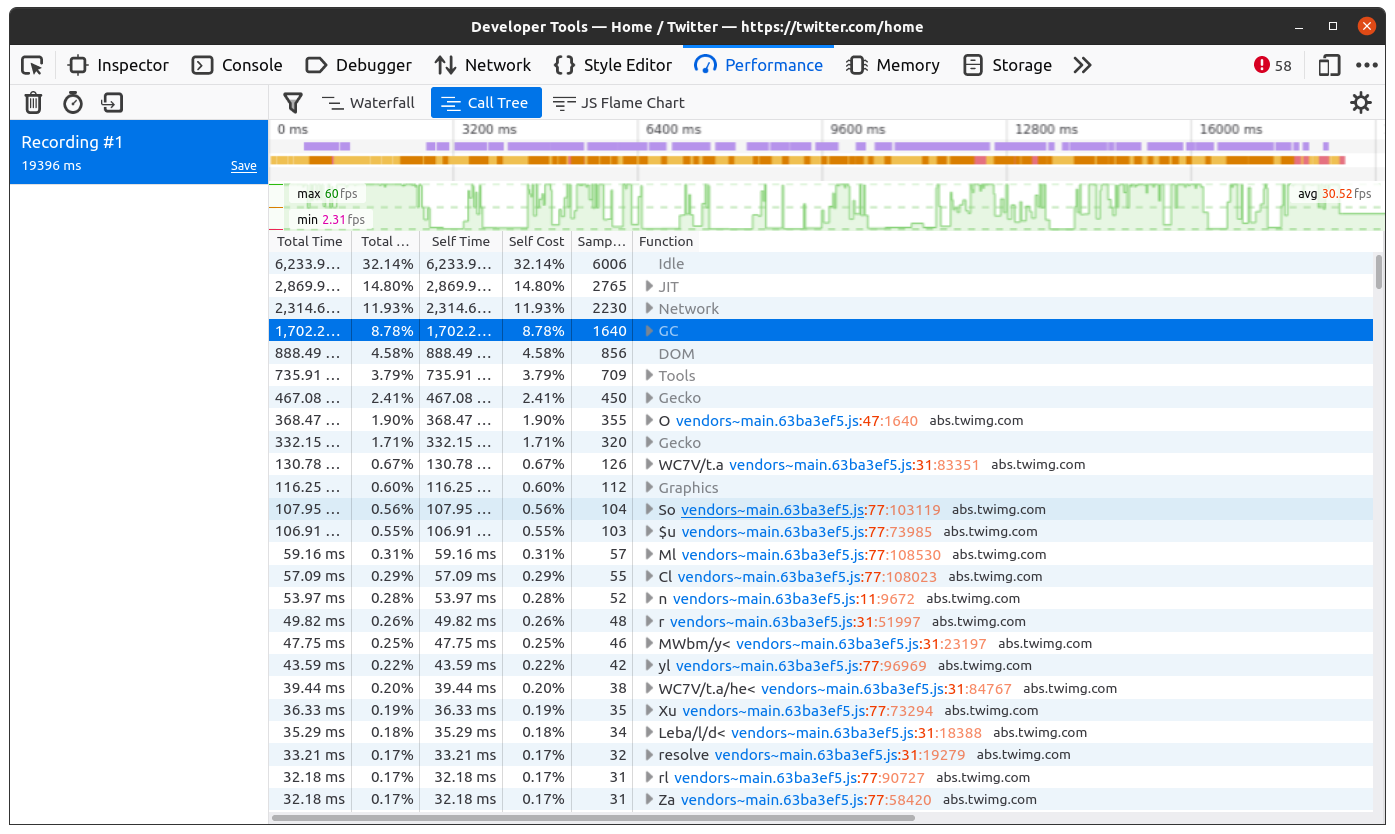 Developer Tools — Home / Twitter — https://twitter.com/home
Inspector Console Debugger Network Style Editor Performance Memory Storage 58
Waterfall Call Tree JS Flame Chart
Recording #1
19396 ms Save
0 ms 3200 ms 6400 ms 9600 ms 12800 ms 16000 ms
max 60 fps avg 30.52 fps
min 2.31 fps
Total Time Total ... Self Time Self Cost Samp... Function
6,233.9... 32.14% 6,233.9... 32.14% 6006 Idle
2,869.9... 14.80% 2,869.9... 14.80% 2765 JIT
2,314.6... 11.93% 2,314.6... 11.93% 2230 Network
1,702.2... 8.78% 1,702.2... 8.78% 1640 GC
888.49 ... 4.58% 888.49 ... 4.58% 856 DOM
735.91 ... 3.79% 735.91 ... 3.79% 709 Tools
467.08 ... 2.41% 467.08 ... 2.41% 450 Gecko
368.47 ... 1.90% 368.47 ... 1.90% 355 O vendors~main.63ba3ef5.js:47:1640 abs.twimg.com
332.15 ... 1.71% 332.15 ... 1.71% 320 Gecko
130.78 ... 0.67% 130.78 ... 0.67% 126 WC7V/t.a vendors~main.63ba3ef5.js:31:83351 abs.twimg.com
116.25 ... 0.60% 116.25 ... 0.60% 112 Graphics
107.95 ... 0.56% 107.95 ... 0.56% 104 So vendors~main.63ba3ef5.js:77:103119 abs.twimg.com
106.91 ... 0.55% 106.91 ... 0.55% 103 $u vendors~main.63ba3ef5.js:77:73985 abs.twimg.com
59.16 ms 0.31% 59.16 ms 0.31% 57 Ml vendors~main.63ba3ef5.js:77:108530 abs.twimg.com
57.09 ms 0.29% 57.09 ms 0.29% 55 Cl vendors~main.63ba3ef5.js:77:108023 abs.twimg.com
53.97 ms 0.28% 53.97 ms 0.28% 52 n vendors~main.63ba3ef5.js:11:9672 abs.twimg.com
49.82 ms 0.26% 49.82 ms 0.26% 48 r vendors~main.63ba3ef5.js:31:51997 abs.twimg.com
47.75 ms 0.25% 47.75 ms 0.25% 46 MWbm/y< vendors~main.63ba3ef5.js:31:23197 abs.twimg.com
43.59 ms 0.22% 43.59 ms 0.22% 42 yl vendors~main.63ba3ef5.js:77:96969 abs.twimg.com
39.44 ms 0.20% 39.44 ms 0.20% 38 WC7V/t.a/he< vendors~main.63ba3ef5.js:31:84767 abs.twimg.com
36.33 ms 0.19% 36.33 ms 0.19% 35 Xu vendors~main.63ba3ef5.js:77:73294 abs.twimg.com
35.29 ms 0.18% 35.29 ms 0.18% 34 Leba/l/d< vendors~main.63ba3ef5.js:31:18388 abs.twimg.com
33.21 ms 0.17% 33.21 ms 0.17% 32 resolve vendors~main.63ba3ef5.js:31:19279 abs.twimg.com
32.18 ms 0.17% 32.18 ms 0.17% 31 rl vendors~main.63ba3ef5.js:77:90727 abs.twimg.com
32.18 ms 0.17% 32.18 ms 0.17% 31 Za vendors~main.63ba3ef5.js:77:58420 abs.twimg.com